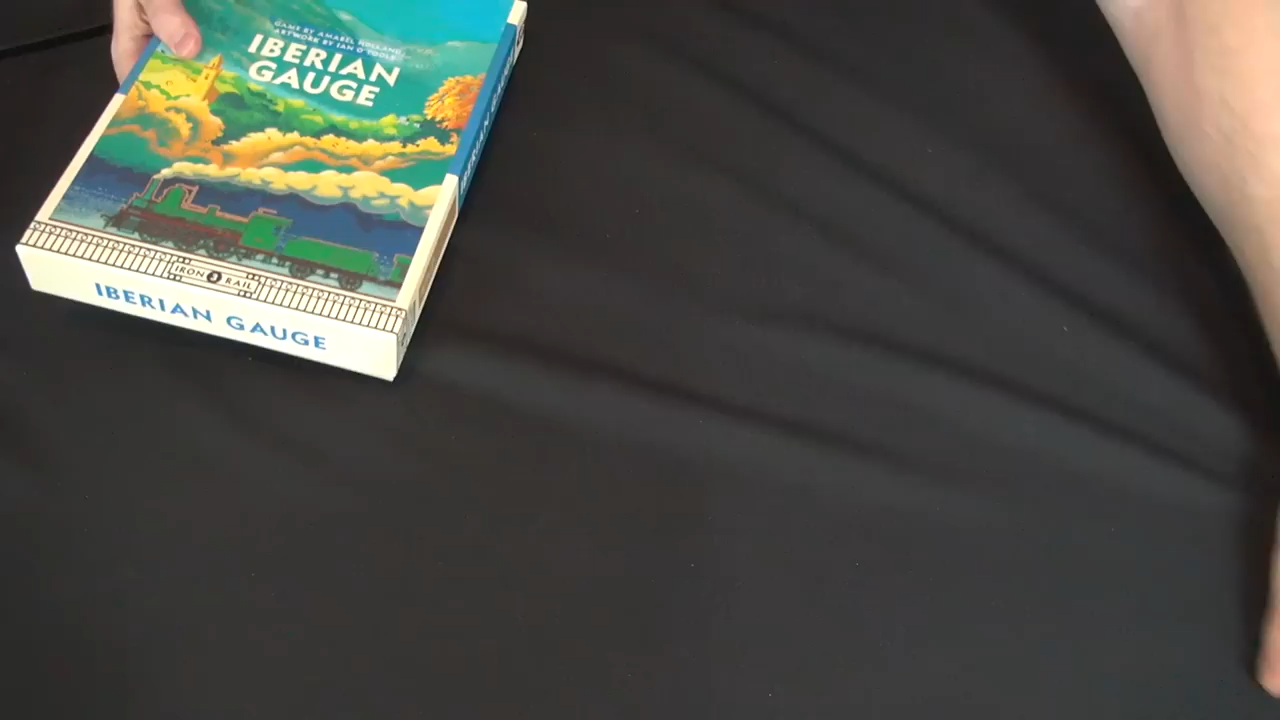 GAME BY AMABEL HOLLAND
ARTWORK BY IAN O'TOOLE
IBERIAN
GAUGE
IRON RAIL
IBERIAN GAUGE
IBERIAN GAUGE